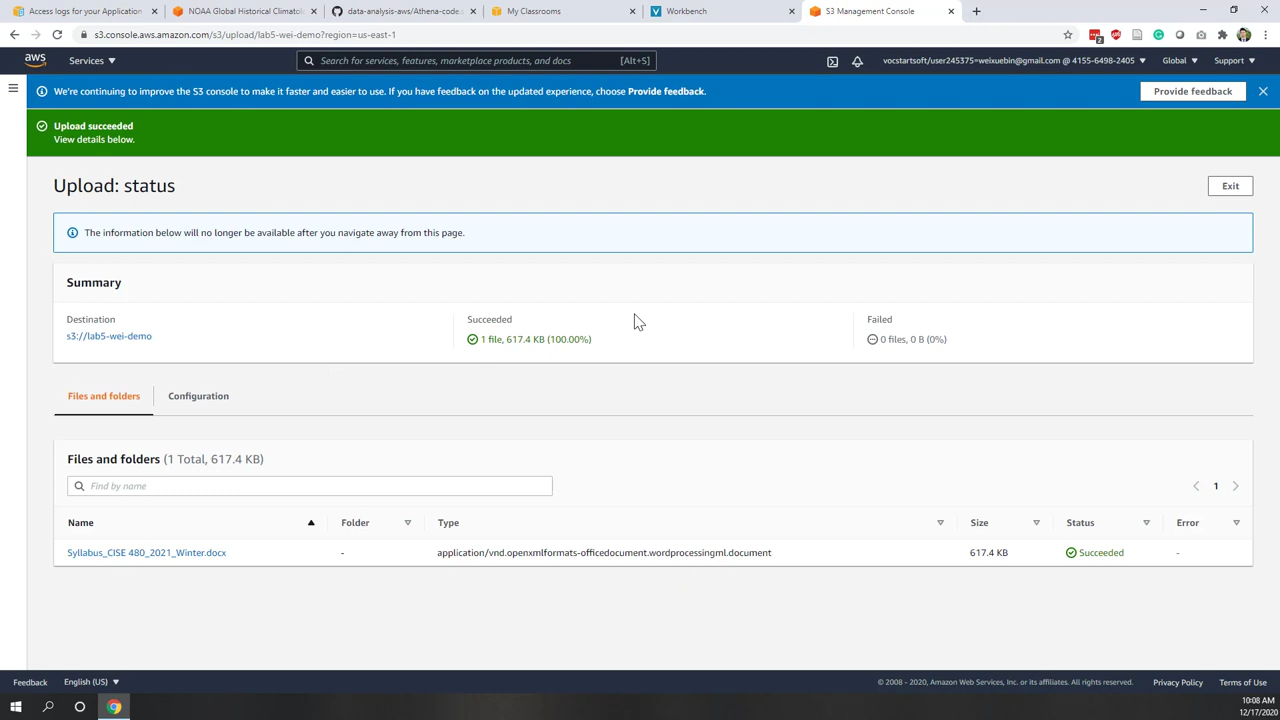 Access logs for your Application
NOAA Global Historical Climatol
data-analysis-aws/Athena-code.s
My Classrooms
Workbench
S3 Management Console
s3.console.aws.amazon.com/s3/upload/lab5-wei-demo?region=us-east-1
2
aws
Services
Search for services, features, marketplace products, and docs
[Alt+S]
vocstartsoft/user245375=weixuebin@gmail.com @ 4155-6498-2405
Global
Support
We're continuing to improve the S3 console to make it faster and easier to use. If you have feedback on the updated experience, choose Provide feedback.
Provide feedback
Upload succeeded
View details below.
Upload: status
Exit
The information below will no longer be available after you navigate away from this page.
Summary
Destination
Succeeded
Failed
s3://lab5-wei-demo
1 file, 617.4 KB (100.00%)
0 files, 0 B (0%)
Files and folders
Configuration
Files and folders (1 Total, 617.4 KB)
Find by name
1
Name
Folder
Type
Size
Status
Error
Syllabus_CISE 480_2021_Winter.docx
-
application/vnd.openxmlformats-officedocument.wordprocessingml.document
617.4 KB
Succeeded
-
Feedback
English (US)
© 2008 - 2020, Amazon Web Services, Inc. or its affiliates. All rights reserved.
Privacy Policy
Terms of Use
10:08 AM
12/17/2020